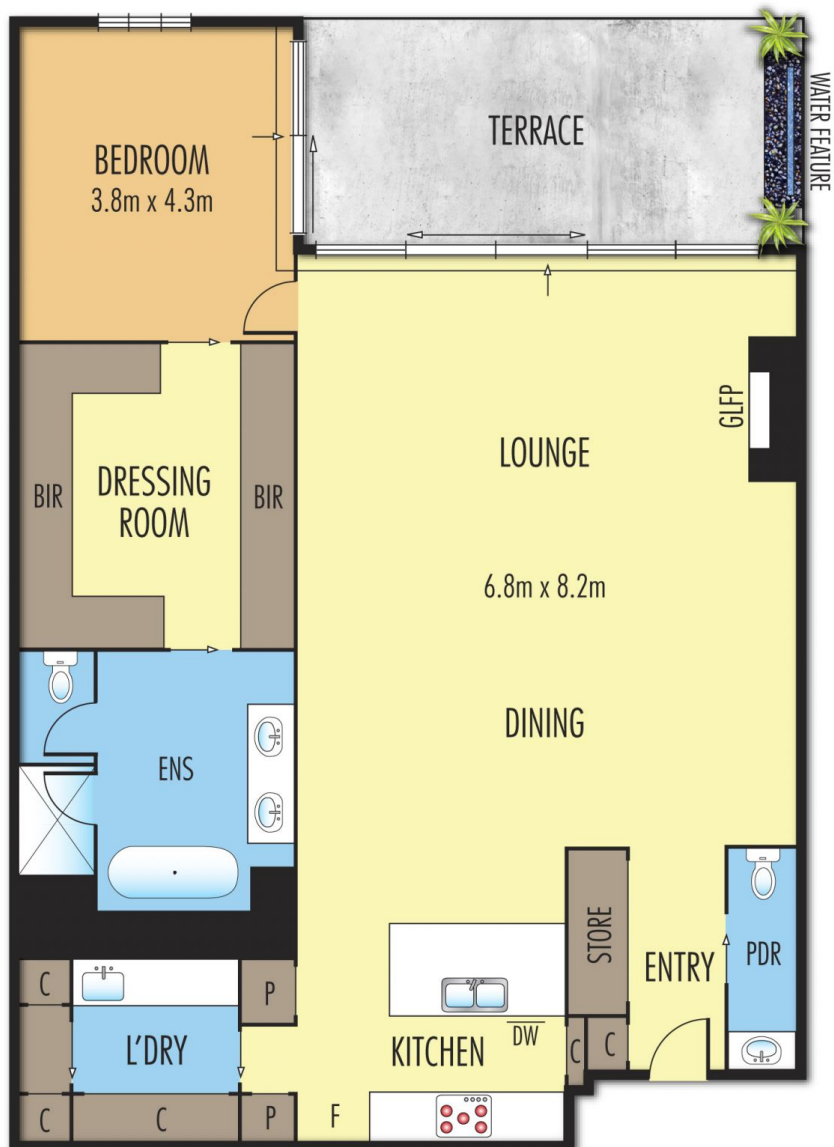 BEDROOM
3.8m x 4.3m
TERRACE
WATER FEATURE
BIR
DRESSING
ROOM
BIR
LOUNGE
GLFP
6.8m x 8.2m
ENS
DINING
STORE
ENTRY
PDR
C
P
L'DRY
KITCHEN
DW
C
C
C
C
P
F